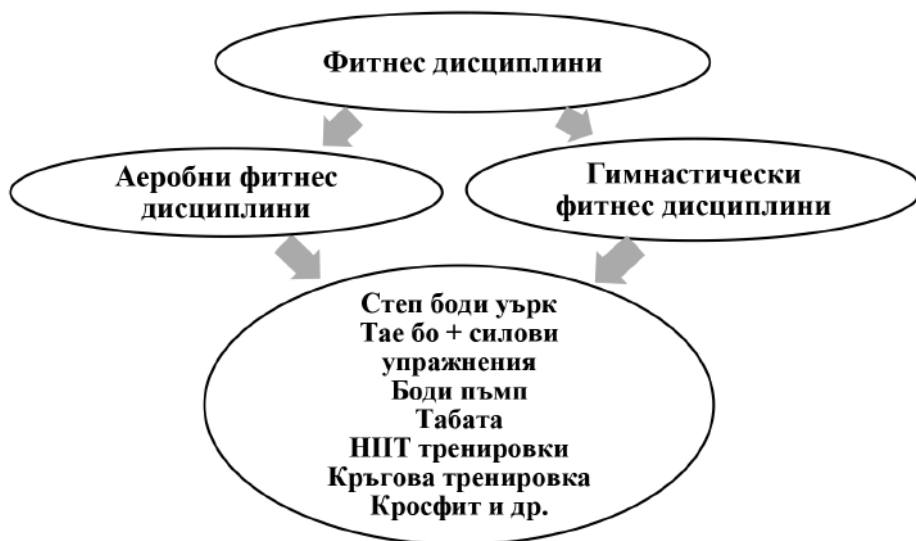 Фитнес дисциплини
Аеробни фитнес
дисциплини
Гимнастически
фитнес дисциплини
Степ боди уърк
Тае бо + силови
упражнения
Боди пъмп
Табата
НПТ тренировки
Кръгова тренировка
Кросфит и др.